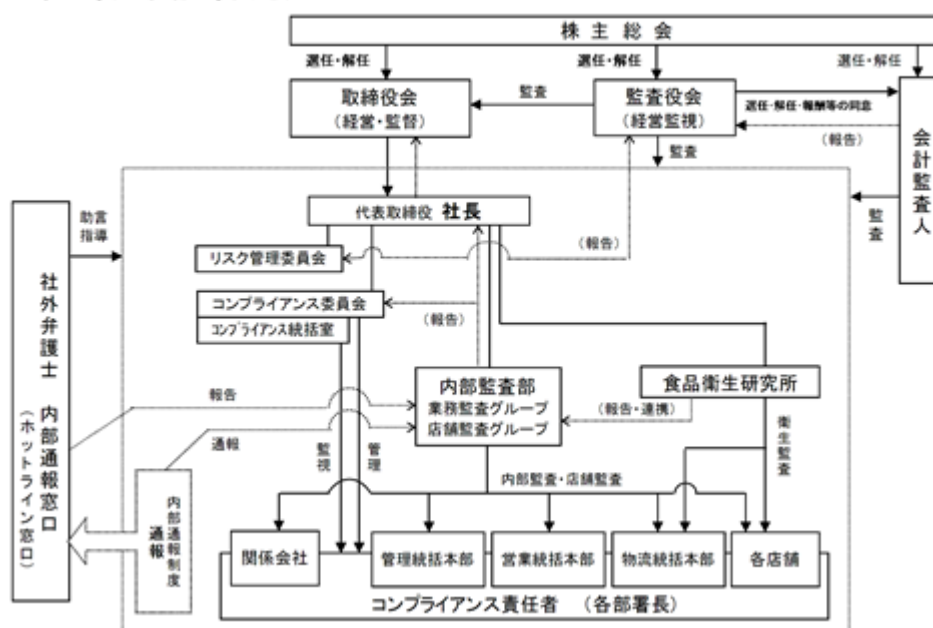 株主総会
選任・解任
選任・解任
選任・解任
取締役会
（経営・監督）
監査
監査役会
（経営監視）
選任・解任・報酬等の同意
（報告）
会計監査人
監査
監査
代表取締役 社長
助言
指導
（報告）
リスク管理委員会
社外弁護士 内部通報窓口
（ホットライン窓口）
コンプライアンス委員会
コンプライアンス統括室
（報告）
内部監査部
業務監査グループ
店舗監査グループ
食品衛生研究所
（報告・連携）
報告
通報
監視
管理
衛生監査
内部監査・店舗監査
内部通報制度
通報
関係会社
管理統括本部
営業統括本部
物流統括本部
各店舗
コンプライアンス責任者 （各部署長）